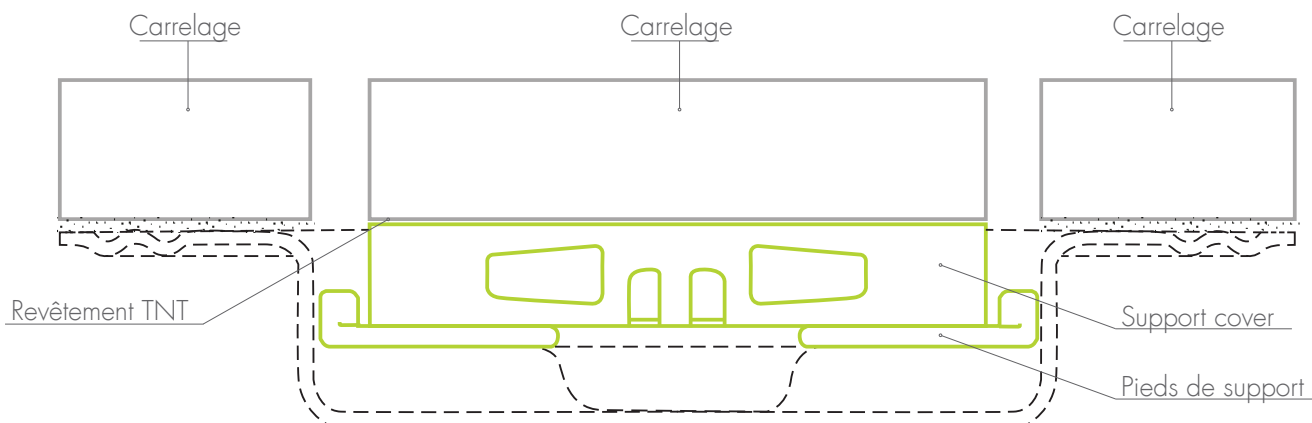 Carrelage
Carrelage
Carrelage
Revêtement TNT
Support cover
Pieds de support